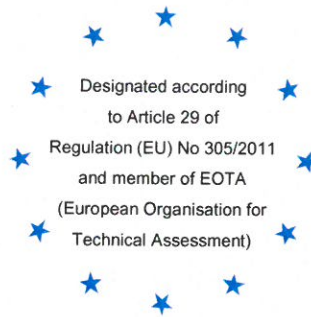 Designated according
to Article 29 of
Regulation (EU) No 305/2011
and member of EOTA
(European Organisation for
Technical Assessment)